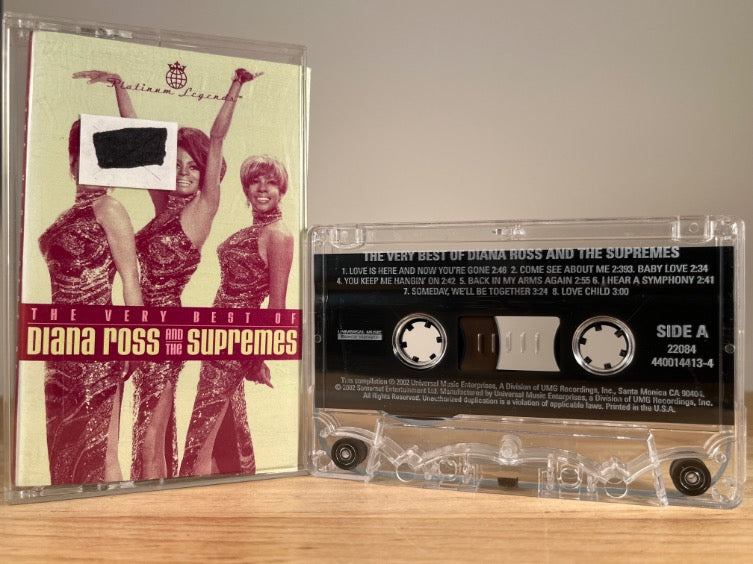 Platinum Legends™
THE VERY BEST OF
DIANA ROSS AND THE SUPREMES
THE VERY BEST OF DIANA ROSS AND THE SUPREMES
1. LOVE IS HERE AND NOW YOU'RE GONE 2:46 2. COME SEE ABOUT ME 2:393. BABY LOVE 2:34
4. YOU KEEP ME HANGIN' ON 2:42 5. BACK IN MY ARMS AGAIN 2:55 6. I HEAR A SYMPHONY 2:41
7. SOMEDAY, WE'LL BE TOGETHER 3:24 8. LOVE CHILD 3:00
UNIVERSAL MUSIC
SIDE A
22084
440014413-4
This compilation ℗ 2002 Universal Music Enterprises, A Division of UMG Recordings, Inc., Santa Monica CA 90404.
© 2002 Somerset Entertainment Ltd. Manufactured by Universal Music Enterprises, a Division of UMG Recordings, Inc.
All Rights Reserved. Unauthorized duplication is a violation of applicable laws. Printed in the U.S.A.